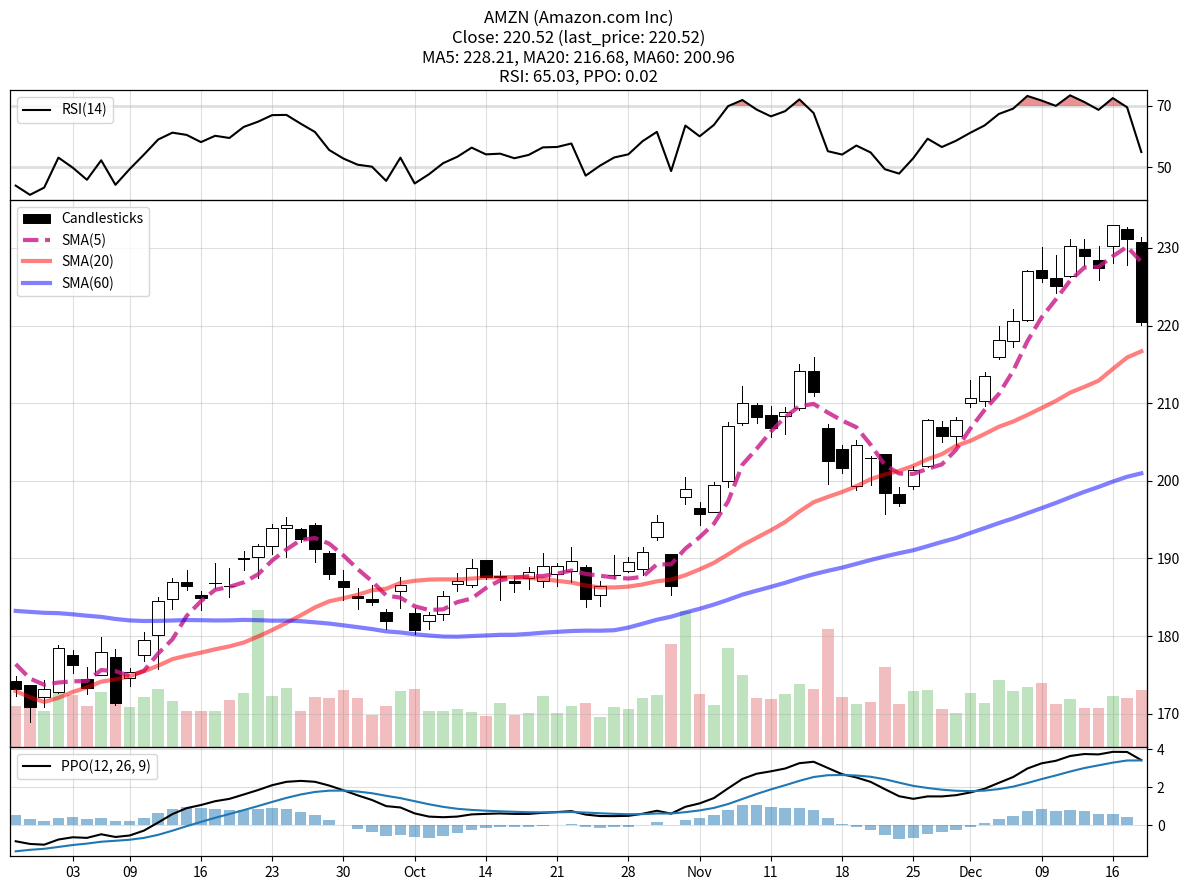 AMZN (Amazon.com Inc)
Close: 220.52 (last_price: 220.52)
MA5: 228.21, MA20: 216.68, MA60: 200.96
RSI: 65.03, PPO: 0.02
RSI(14)
70
50
Candlesticks
SMA(5)
SMA(20)
SMA(60)
230
220
210
200
190
180
170
PPO(12, 26, 9)
4
2
0
03 09 16 23 30 Oct 14 21 28 Nov 11 18 25 Dec 09 16